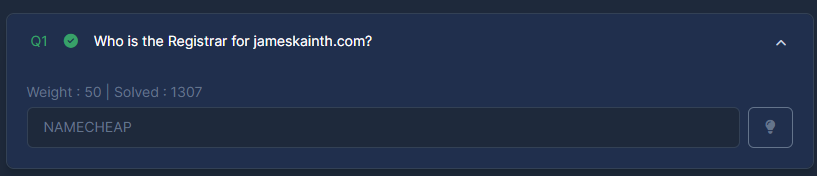 Q1 Who is the Registrar for jameskainth.com?
Weight : 50 | Solved : 1307
NAMECHEAP